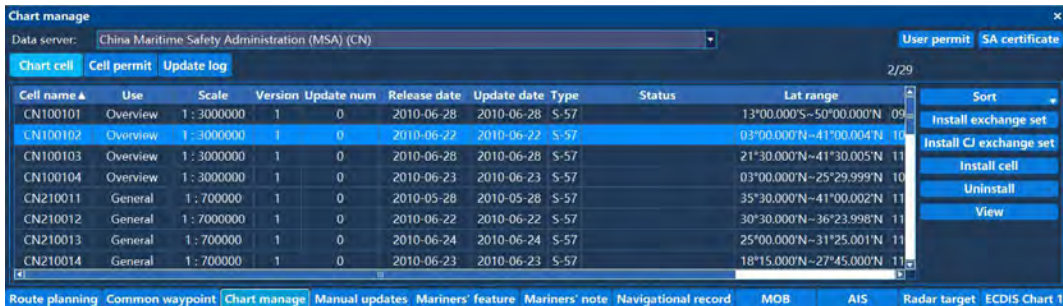 Chart manage ×
Data server: China Maritime Safety Administration (MSA) (CN) User permit SA certificate
Chart cell Cell permit Update log 2/29
Cell name▲ Use Scale Version Update num Release date Update date Type Status Lat range Sort
CN100101 Overview 1 : 3000000 1 0 2010-06-28 2010-06-28 S-57 13°00.000'S~50°00.000'N 09 Install exchange set
CN100102 Overview 1 : 3000000 1 0 2010-06-22 2010-06-22 S-57 03°00.000'N~41°00.004'N 10 Install CJ exchange set
CN100103 Overview 1 : 3000000 1 0 2010-06-28 2010-06-28 S-57 21°30.000'N~41°30.005'N 11 Install cell
CN100104 Overview 1 : 3000000 1 0 2010-06-23 2010-06-23 S-57 03°00.000'N~25°29.999'N 10 Uninstall
CN210011 General 1 : 700000 1 0 2010-05-28 2010-05-28 S-57 35°30.000'N~41°00.002'N 11 View
CN210012 General 1 : 7000000 1 0 2010-06-22 2010-06-22 S-57 30°30.000'N~36°23.998'N 11
CN210013 General 1 : 700000 1 0 2010-06-24 2010-06-24 S-57 25°00.000'N~31°25.001'N 11
CN210014 General 1 : 700000 1 0 2010-06-23 2010-06-23 S-57 18°15.000'N~27°45.000'N 11
Route planning Common waypoint Chart manage Manual updates Mariners' feature Mariners' note Navigational record MOB AIS Radar target ECDIS Chart